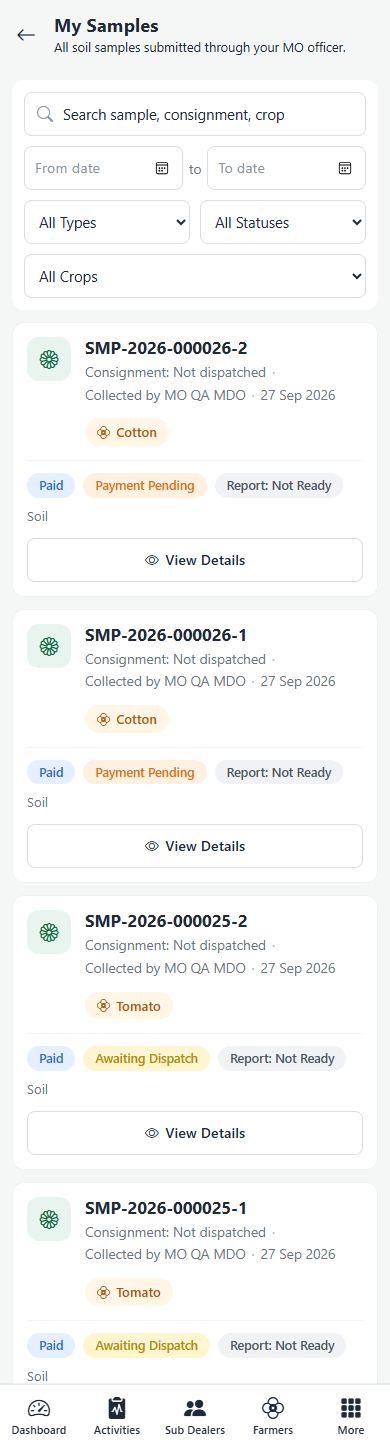 My Samples
All soil samples submitted through your MO officer.
Search sample, consignment, crop
From date to To date
All Types All Statuses
All Crops
SMP-2026-000026-2
Consignment: Not dispatched ·
Collected by MO QA MDO · 27 Sep 2026
Cotton
Paid Payment Pending Report: Not Ready
Soil
View Details
SMP-2026-000026-1
Consignment: Not dispatched ·
Collected by MO QA MDO · 27 Sep 2026
Cotton
Paid Payment Pending Report: Not Ready
Soil
View Details
SMP-2026-000025-2
Consignment: Not dispatched ·
Collected by MO QA MDO · 27 Sep 2026
Tomato
Paid Awaiting Dispatch Report: Not Ready
Soil
View Details
SMP-2026-000025-1
Consignment: Not dispatched ·
Collected by MO QA MDO · 27 Sep 2026
Tomato
Paid Awaiting Dispatch Report: Not Ready
Soil
Dashboard Activities Sub Dealers Farmers More